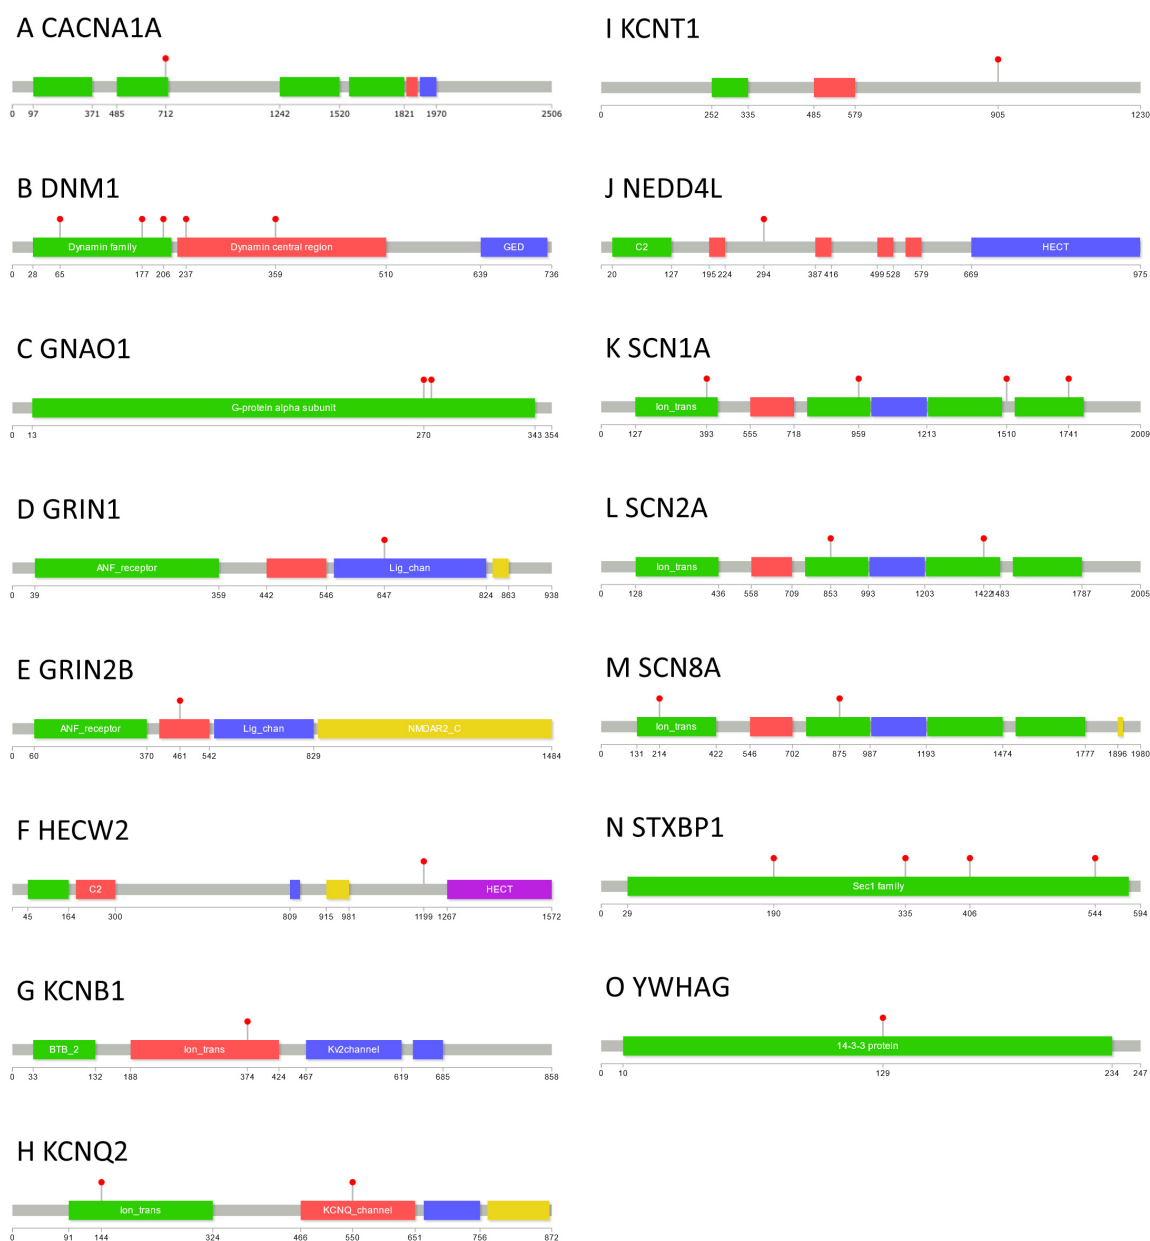 A CACNA1A
0 97 371 485 712 1242 1520 1821 1970 2506
B DNM1
Dynamin family Dynamin central region GED
0 28 65 177 206 237 359 510 639 736
C GNAO1
G-protein alpha subunit
0 13 270 343 354
D GRIN1
ANF_receptor Lig_chan
0 39 359 442 546 647 824 863 938
E GRIN2B
ANF_receptor Lig_chan NMDAR2_C
0 60 370 461 542 829 1484
F HECW2
C2 HECT
45 164 300 809 915 981 1199 1267 1572
G KCNB1
BTB_2 Ion_trans Kv2channel
0 33 132 188 374 424 467 619 685 858
H KCNQ2
Ion_trans KCNQ_channel
0 91 144 324 466 550 651 756 872
I KCNT1
0 252 335 485 579 905 1230
J NEDD4L
C2 HECT
20 127 195 224 294 387 416 499 528 579 669 975
K SCN1A
Ion_trans
0 127 393 555 718 959 1213 1510 1741 2009
L SCN2A
Ion_trans
0 128 436 558 709 853 993 1203 1422 1483 1787 2005
M SCN8A
Ion_trans
0 131 214 422 546 702 875 987 1193 1474 1777 1896 1980
N STXBP1
Sec1 family
0 29 190 335 406 544 594
O YWHAG
14-3-3 protein
0 10 129 234 247